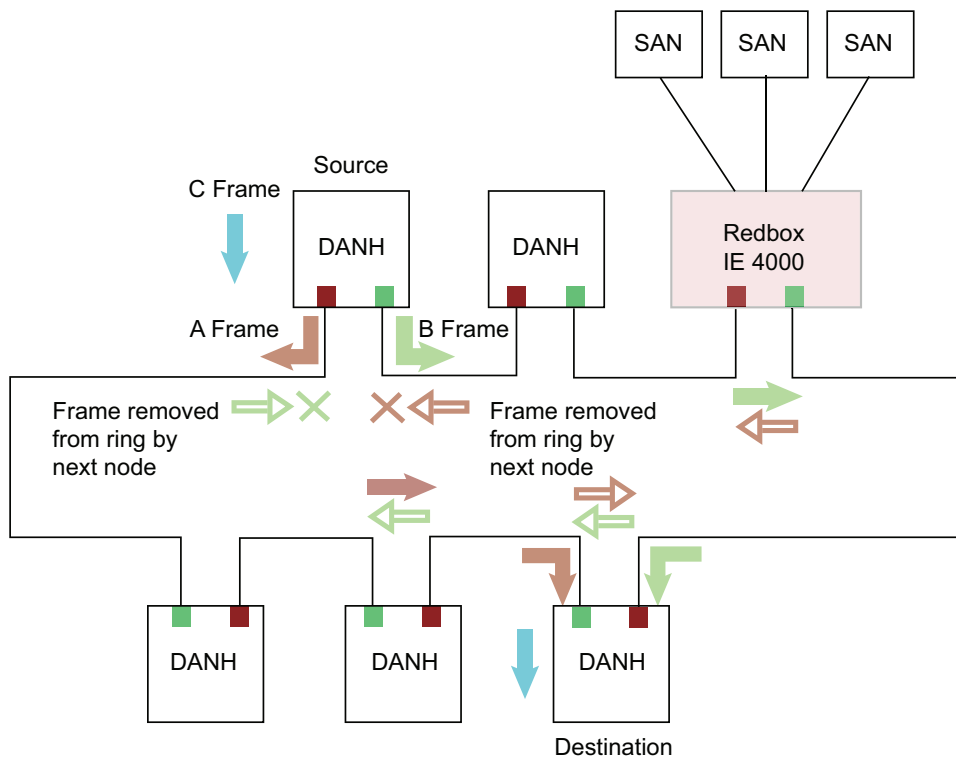 SAN
SAN
SAN
Source
C Frame
DANH
DANH
Redbox
IE 4000
A Frame
B Frame
Frame removed
from ring by
next node
Frame removed
from ring by
next node
DANH
DANH
DANH
Destination